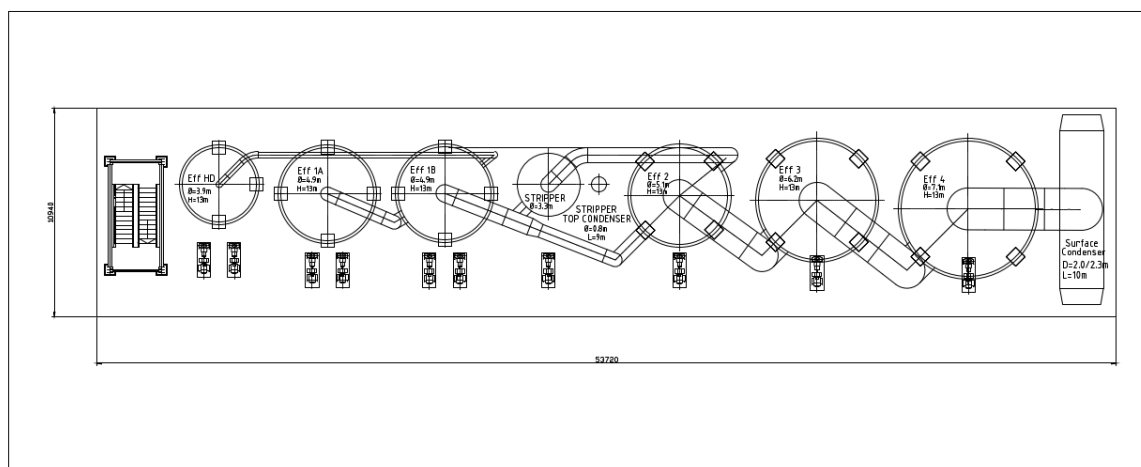 Eff HD
Ø=3.9m
H=13m
Eff 1A
Ø=4.9m
H=13m
Eff 1B
Ø=4.9m
H=13m
STRIPPER
Ø=3.3m
STRIPPER
TOP CONDENSER
Ø=0.8m
L=9m
Eff 2
Ø=5.1m
H=13m
Eff 3
Ø=6.2m
H=13m
Eff 4
Ø=7.1m
H=13m
Surface
Condenser
D=2.0/2.3m
L=10m
10940
53720